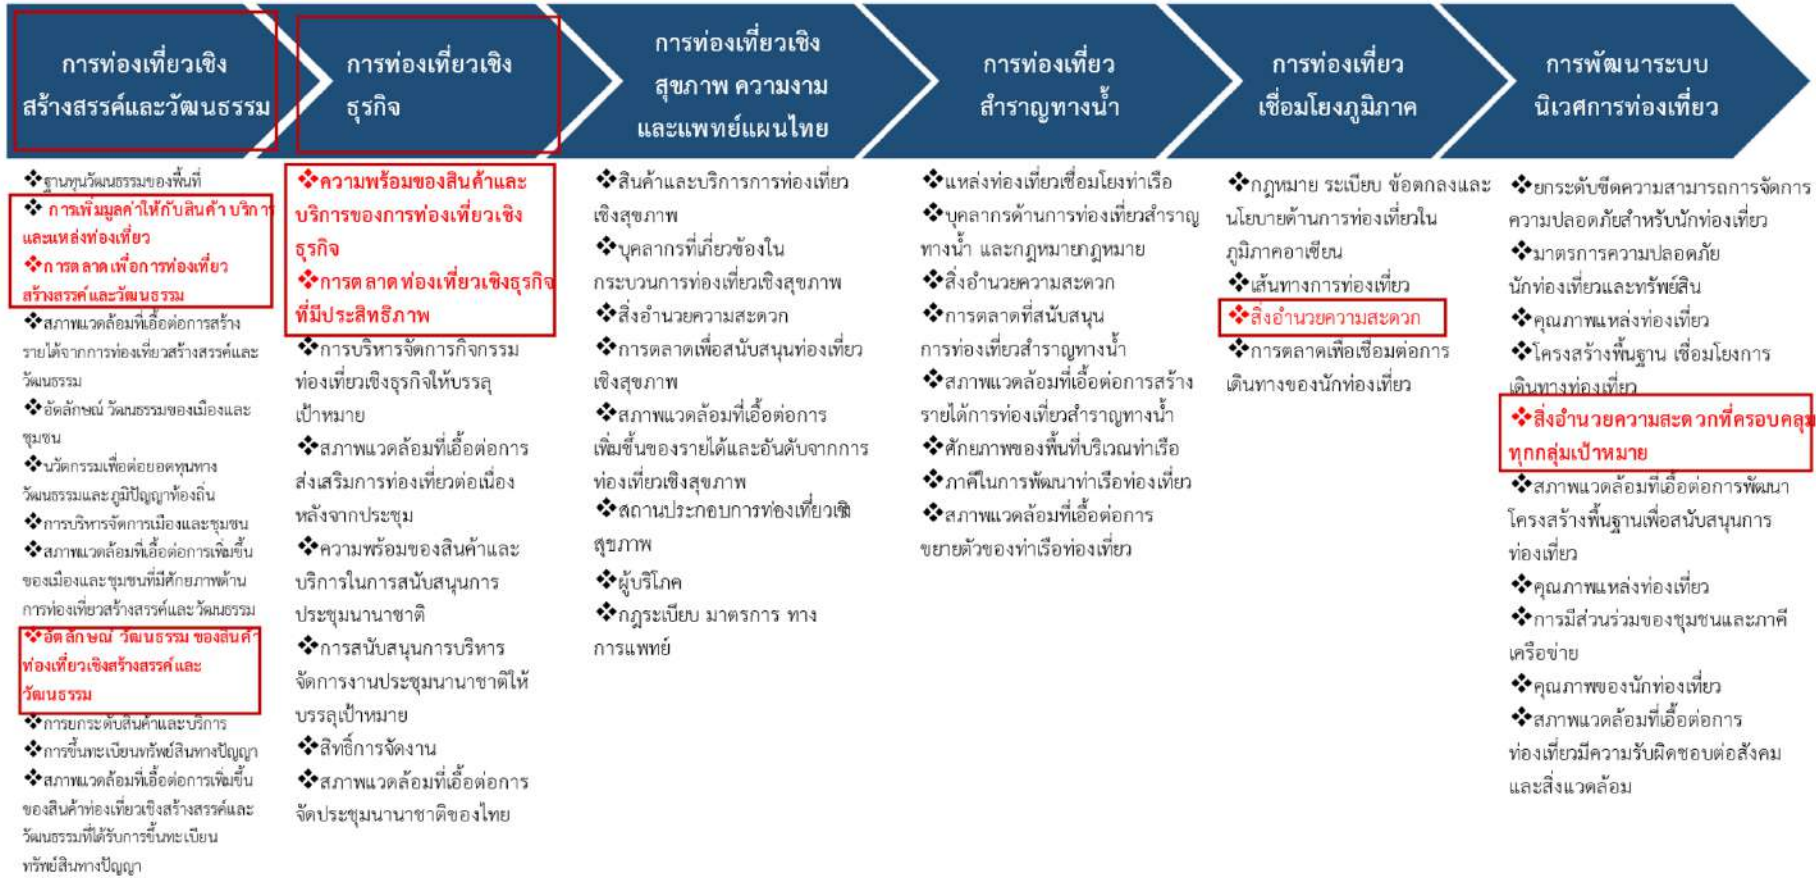 การท่องเที่ยวเชิง
สร้างสรรค์และวัฒนธรรม
❖ฐานทุนวัฒนธรรมของพื้นที่
❖ การเพิ่มมูลค่าให้กับสินค้า บริการ
และแหล่งท่องเที่ยว
❖การตลาดเพื่อการท่องเที่ยว
สร้างสรรค์และวัฒนธรรม
❖สภาพแวดล้อมที่เอื้อต่อการสร้าง
รายได้จากการท่องเที่ยวสร้างสรรค์และ
วัฒนธรรม
❖อัตลักษณ์ วัฒนธรรมของเมืองและ
ชุมชน
❖นวัตกรรมเพื่อต่อยอดทุนทาง
วัฒนธรรมและภูมิปัญญาท้องถิ่น
❖การบริหารจัดการเมืองและชุมชน
❖สภาพแวดล้อมที่เอื้อต่อการเพิ่มขึ้น
ของเมืองและชุมชนที่มีศักยภาพด้าน
การท่องเที่ยวสร้างสรรค์และวัฒนธรรม
❖อัตลักษณ์ วัฒนธรรม ของสินค้า
ท่องเที่ยวเชิงสร้างสรรค์และ
วัฒนธรรม
❖การยกระดับสินค้าและบริการ
❖การขึ้นทะเบียนทรัพย์สินทางปัญญา
❖สภาพแวดล้อมที่เอื้อต่อการเพิ่มขึ้น
ของสินค้าท่องเที่ยวเชิงสร้างสรรค์และ
วัฒนธรรมที่ได้รับการขึ้นทะเบียน
ทรัพย์สินทางปัญญา
การท่องเที่ยวเชิง
ธุรกิจ
❖ความพร้อมของสินค้าและ
บริการของการท่องเที่ยวเชิง
ธุรกิจ
❖การตลาดท่องเที่ยวเชิงธุรกิจ
ที่มีประสิทธิภาพ
❖การบริหารจัดการกิจกรรม
ท่องเที่ยวเชิงธุรกิจให้บรรลุ
เป้าหมาย
❖สภาพแวดล้อมที่เอื้อต่อการ
ส่งเสริมการท่องเที่ยวต่อเนื่อง
หลังจากประชุม
❖ความพร้อมของสินค้าและ
บริการในการสนับสนุนการ
ประชุมนานาชาติ
❖การสนับสนุนการบริหาร
จัดการงานประชุมนานาชาติให้
บรรลุเป้าหมาย
❖สิทธิ์การจัดงาน
❖สภาพแวดล้อมที่เอื้อต่อการ
จัดประชุมนานาชาติของไทย
การท่องเที่ยวเชิง
สุขภาพ ความงาม
และแพทย์แผนไทย
❖สินค้าและบริการการท่องเที่ยว
เชิงสุขภาพ
❖บุคลากรที่เกี่ยวข้องใน
กระบวนการท่องเที่ยวเชิงสุขภาพ
❖สิ่งอำนวยความสะดวก
❖การตลาดเพื่อสนับสนุนท่องเที่ยว
เชิงสุขภาพ
❖สภาพแวดล้อมที่เอื้อต่อการ
เพิ่มขึ้นของรายได้และอันดับจากการ
ท่องเที่ยวเชิงสุขภาพ
❖สถานประกอบการท่องเที่ยวเชิ
สุขภาพ
❖ผู้บริโภค
❖กฎระเบียบ มาตรการ ทาง
การแพทย์
การท่องเที่ยว
สำราญทางน้ำ
❖แหล่งท่องเที่ยวเชื่อมโยงท่าเรือ
❖บุคลากรด้านการท่องเที่ยวสำราญ
ทางน้ำ และกฎหมายกฎหมาย
❖สิ่งอำนวยความสะดวก
❖การตลาดที่สนับสนุน
การท่องเที่ยวสำราญทางน้ำ
❖สภาพแวดล้อมที่เอื้อต่อการสร้าง
รายได้การท่องเที่ยวสำราญทางน้ำ
❖ศักยภาพของพื้นที่บริเวณท่าเรือ
❖ภาคีในการพัฒนาท่าเรือท่องเที่ยว
❖สภาพแวดล้อมที่เอื้อต่อการ
ขยายตัวของท่าเรือท่องเที่ยว
การท่องเที่ยว
เชื่อมโยงภูมิภาค
❖กฎหมาย ระเบียบ ข้อตกลงและ
นโยบายด้านการท่องเที่ยวใน
ภูมิภาคอาเซียน
❖เส้นทางการท่องเที่ยว
❖สิ่งอำนวยความสะดวก
❖การตลาดเพื่อเชื่อมต่อการ
เดินทางของนักท่องเที่ยว
การพัฒนาระบบ
นิเวศการท่องเที่ยว
❖ยกระดับขีดความสามารถการจัดการ
ความปลอดภัยสำหรับนักท่องเที่ยว
❖มาตรการความปลอดภัย
นักท่องเที่ยวและทรัพย์สิน
❖คุณภาพแหล่งท่องเที่ยว
❖โครงสร้างพื้นฐาน เชื่อมโยงการ
เดินทางท่องเที่ยว
❖สิ่งอำนวยความสะดวกที่ครอบคลุม
ทุกกลุ่มเป้าหมาย
❖สภาพแวดล้อมที่เอื้อต่อการพัฒนา
โครงสร้างพื้นฐานเพื่อสนับสนุนการ
ท่องเที่ยว
❖คุณภาพแหล่งท่องเที่ยว
❖การมีส่วนร่วมของชุมชนและภาคี
เครือข่าย
❖คุณภาพของนักท่องเที่ยว
❖สภาพแวดล้อมที่เอื้อต่อการ
ท่องเที่ยวมีความรับผิดชอบต่อสังคม
และสิ่งแวดล้อม